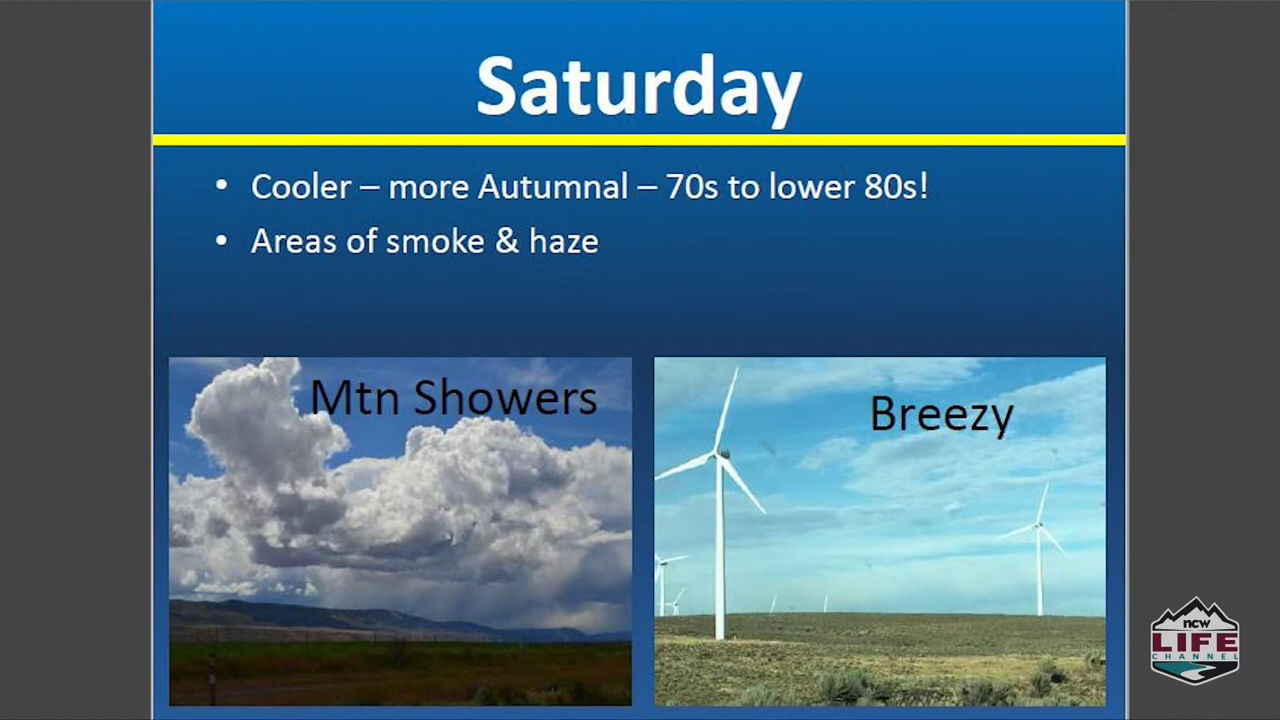 Saturday
• Cooler – more Autumnal – 70s to lower 80s!
• Areas of smoke & haze
Mtn Showers
Breezy
ncw
LIFE
CHANNEL